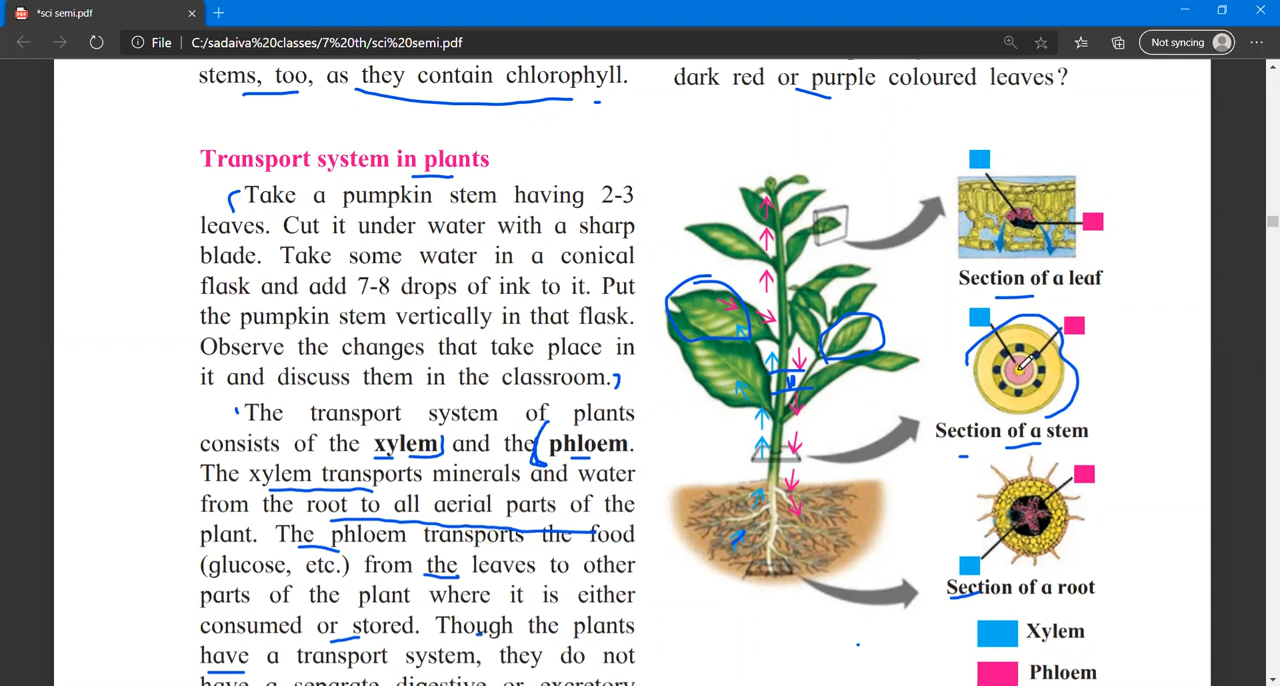 *sci semi.pdf
File C:/sadaiva%20classes/7%20th/sci%20semi.pdf
Not syncing
stems, too, as they contain chlorophyll.
dark red or purple coloured leaves?
Transport system in plants
Take a pumpkin stem having 2-3
leaves. Cut it under water with a sharp
blade. Take some water in a conical
flask and add 7-8 drops of ink to it. Put
the pumpkin stem vertically in that flask.
Observe the changes that take place in
it and discuss them in the classroom.
The transport system of plants
consists of the xylem and the phloem.
The xylem transports minerals and water
from the root to all aerial parts of the
plant. The phloem transports the food
(glucose, etc.) from the leaves to other
parts of the plant where it is either
consumed or stored. Though the plants
have a transport system, they do not
have a separate digestive or excretory
Section of a leaf
Section of a stem
Section of a root
Xylem
Phloem